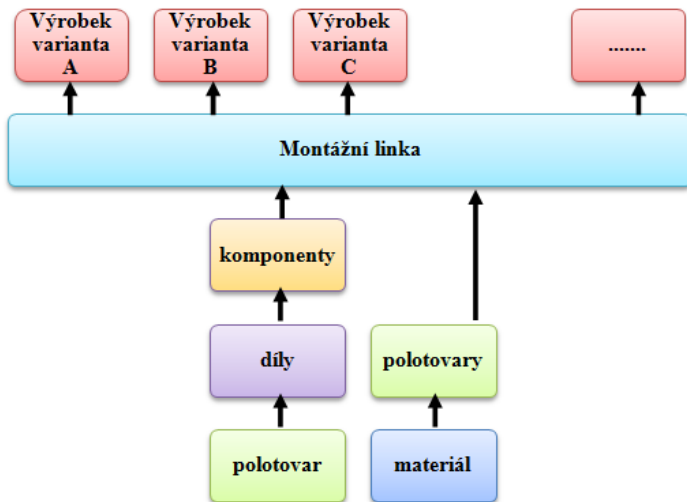 Výrobek
varianta
A
Výrobek
varianta
B
Výrobek
varianta
C
.......
Montážní linka
komponenty
díly
polotovary
polotovar
materiál